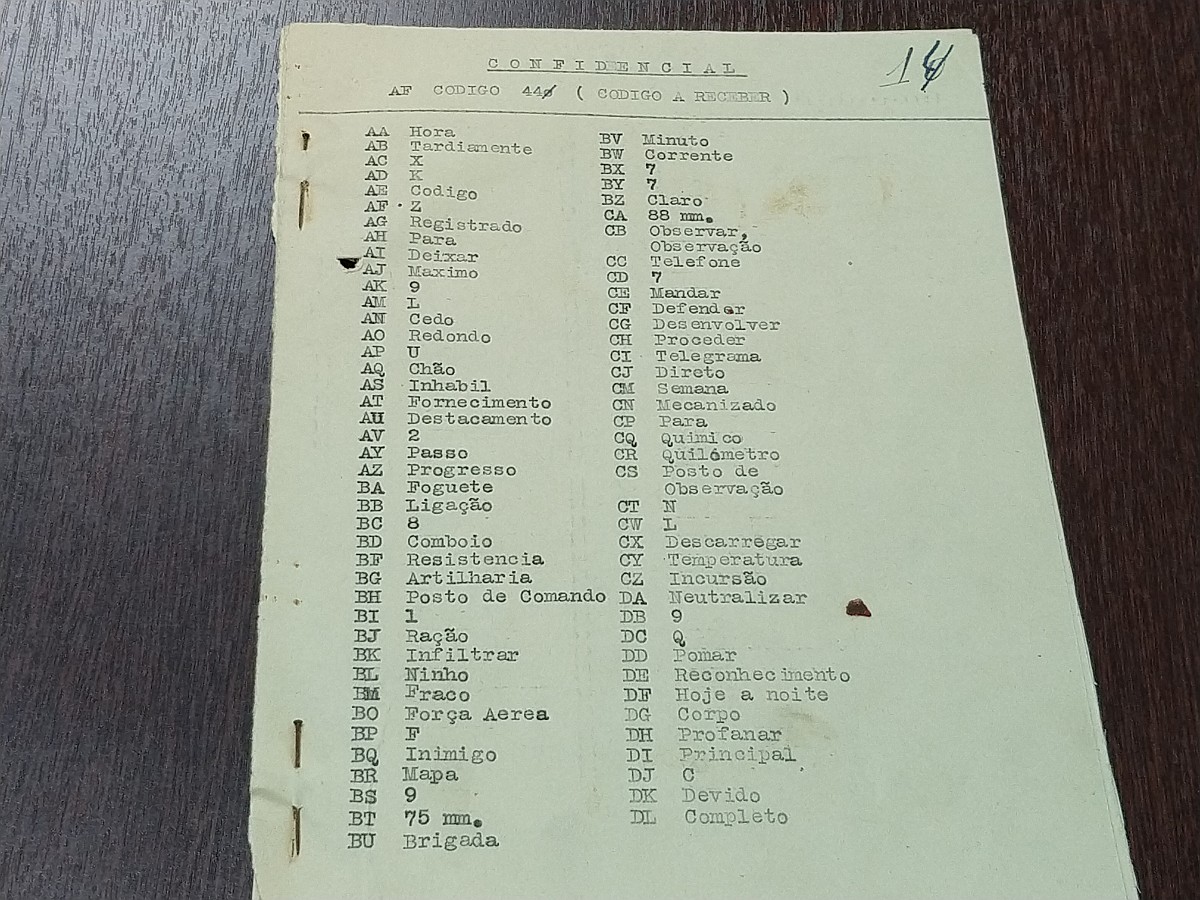 CONFIDENCIAL
AF CODIGO 440 ( CODIGO A RECEBER )
AA Hora
AB Tardiamente
AC X
AD K
AE Codigo
AF Z
AG Registrado
AH Para
AI Deixar
AJ Maximo
AK 9
AM L
AN Cedo
AO Redondo
AP U
AQ Chão
AS Inhabil
AT Fornecimento
AU Destacamento
AV 2
AY Passo
AZ Progresso
BA Foguete
BB Ligação
BC 8
BD Comboio
BF Resistencia
BG Artilharia
BH Posto de Comando
BI 1
BJ Ração
BK Infiltrar
BL Ninho
BM Fraco
BO Força Aerea
BP F
BQ Inimigo
BR Mapa
BS 9
BT 75 mm.
BU Brigada
BV Minuto
BW Corrente
BX 7
BY 7
BZ Claro
CA 88 mm.
CB Observar,
Observação
CC Telefone
CD 7
CE Mandar
CF Defender
CG Desenvolver
CH Proceder
CI Telegrama
CJ Direto
CM Semana
CN Mecanizado
CP Para
CQ Quimico
CR Quilómetro
CS Posto de
Observação
CT N
CW L
CX Descarregar
CY Temperatura
CZ Incursão
DA Neutralizar
DB 9
DC Q
DD Pomar
DE Reconhecimento
DF Hoje a noite
DG Corpo
DH Profanar
DI Principal
DJ C
DK Devido
DL Completo